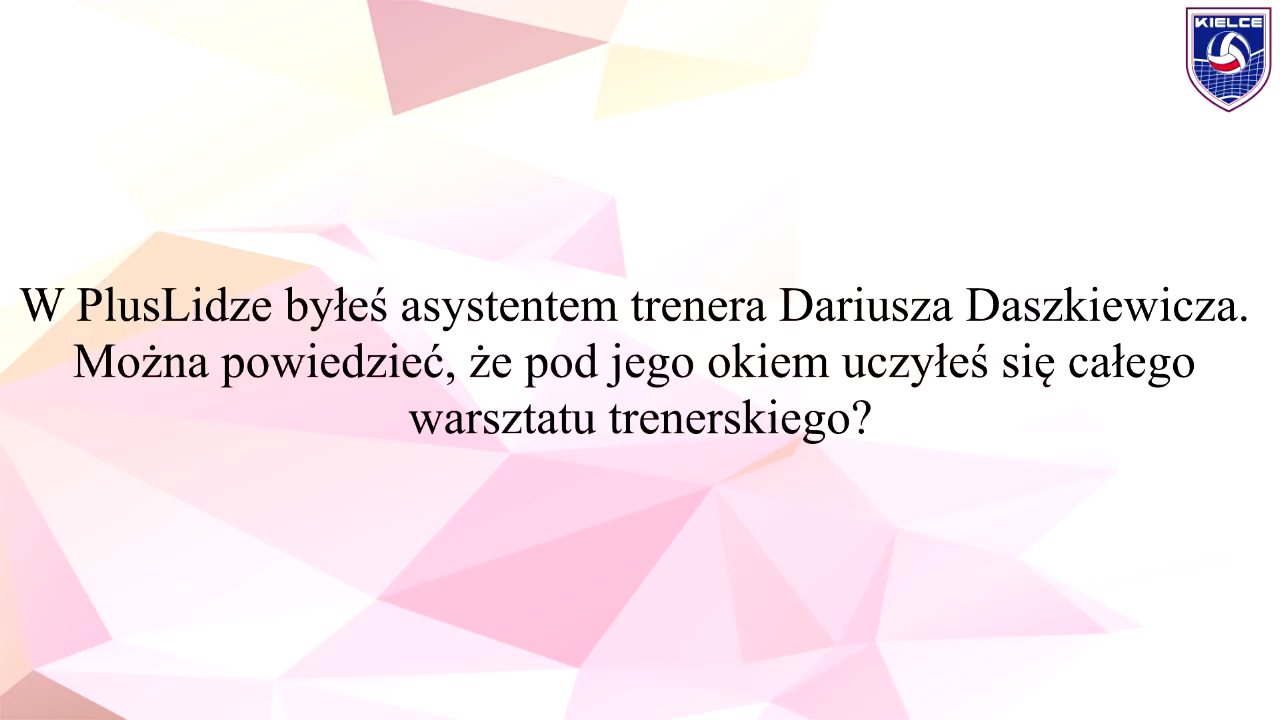 KIELCE
W PlusLidze byłeś asystentem trenera Dariusza Daszkiewicza.
Można powiedzieć, że pod jego okiem uczyłeś się całego
warsztatu trenerskiego?